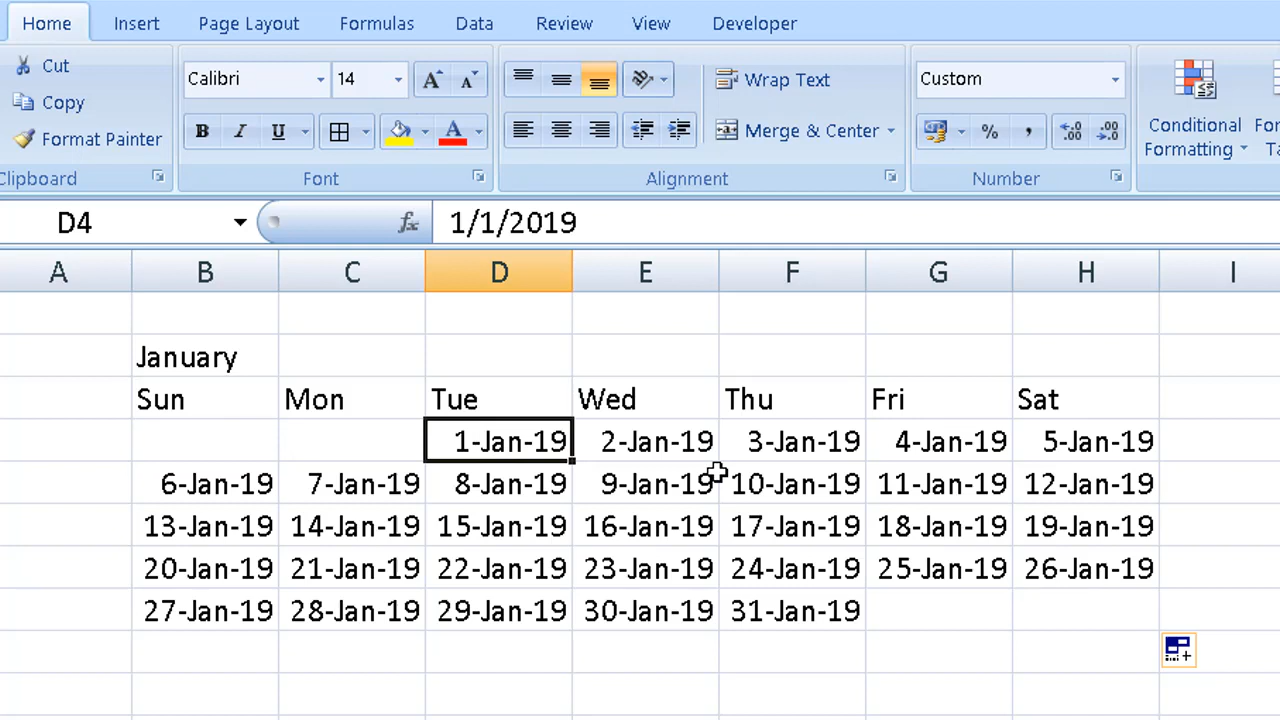 Home Insert Page Layout Formulas Data Review View Developer
Cut
Copy
Format Painter
Clipboard
Calibri 14
A A
B I U A
Font
Wrap Text
Merge & Center
Alignment
Custom
% ,
.00 .00
Number
Conditional
Formatting
D4 fx 1/1/2019
A B C D E F G H I
January
Sun Mon Tue Wed Thu Fri Sat
1-Jan-19 2-Jan-19 3-Jan-19 4-Jan-19 5-Jan-19
6-Jan-19 7-Jan-19 8-Jan-19 9-Jan-19 10-Jan-19 11-Jan-19 12-Jan-19
13-Jan-19 14-Jan-19 15-Jan-19 16-Jan-19 17-Jan-19 18-Jan-19 19-Jan-19
20-Jan-19 21-Jan-19 22-Jan-19 23-Jan-19 24-Jan-19 25-Jan-19 26-Jan-19
27-Jan-19 28-Jan-19 29-Jan-19 30-Jan-19 31-Jan-19